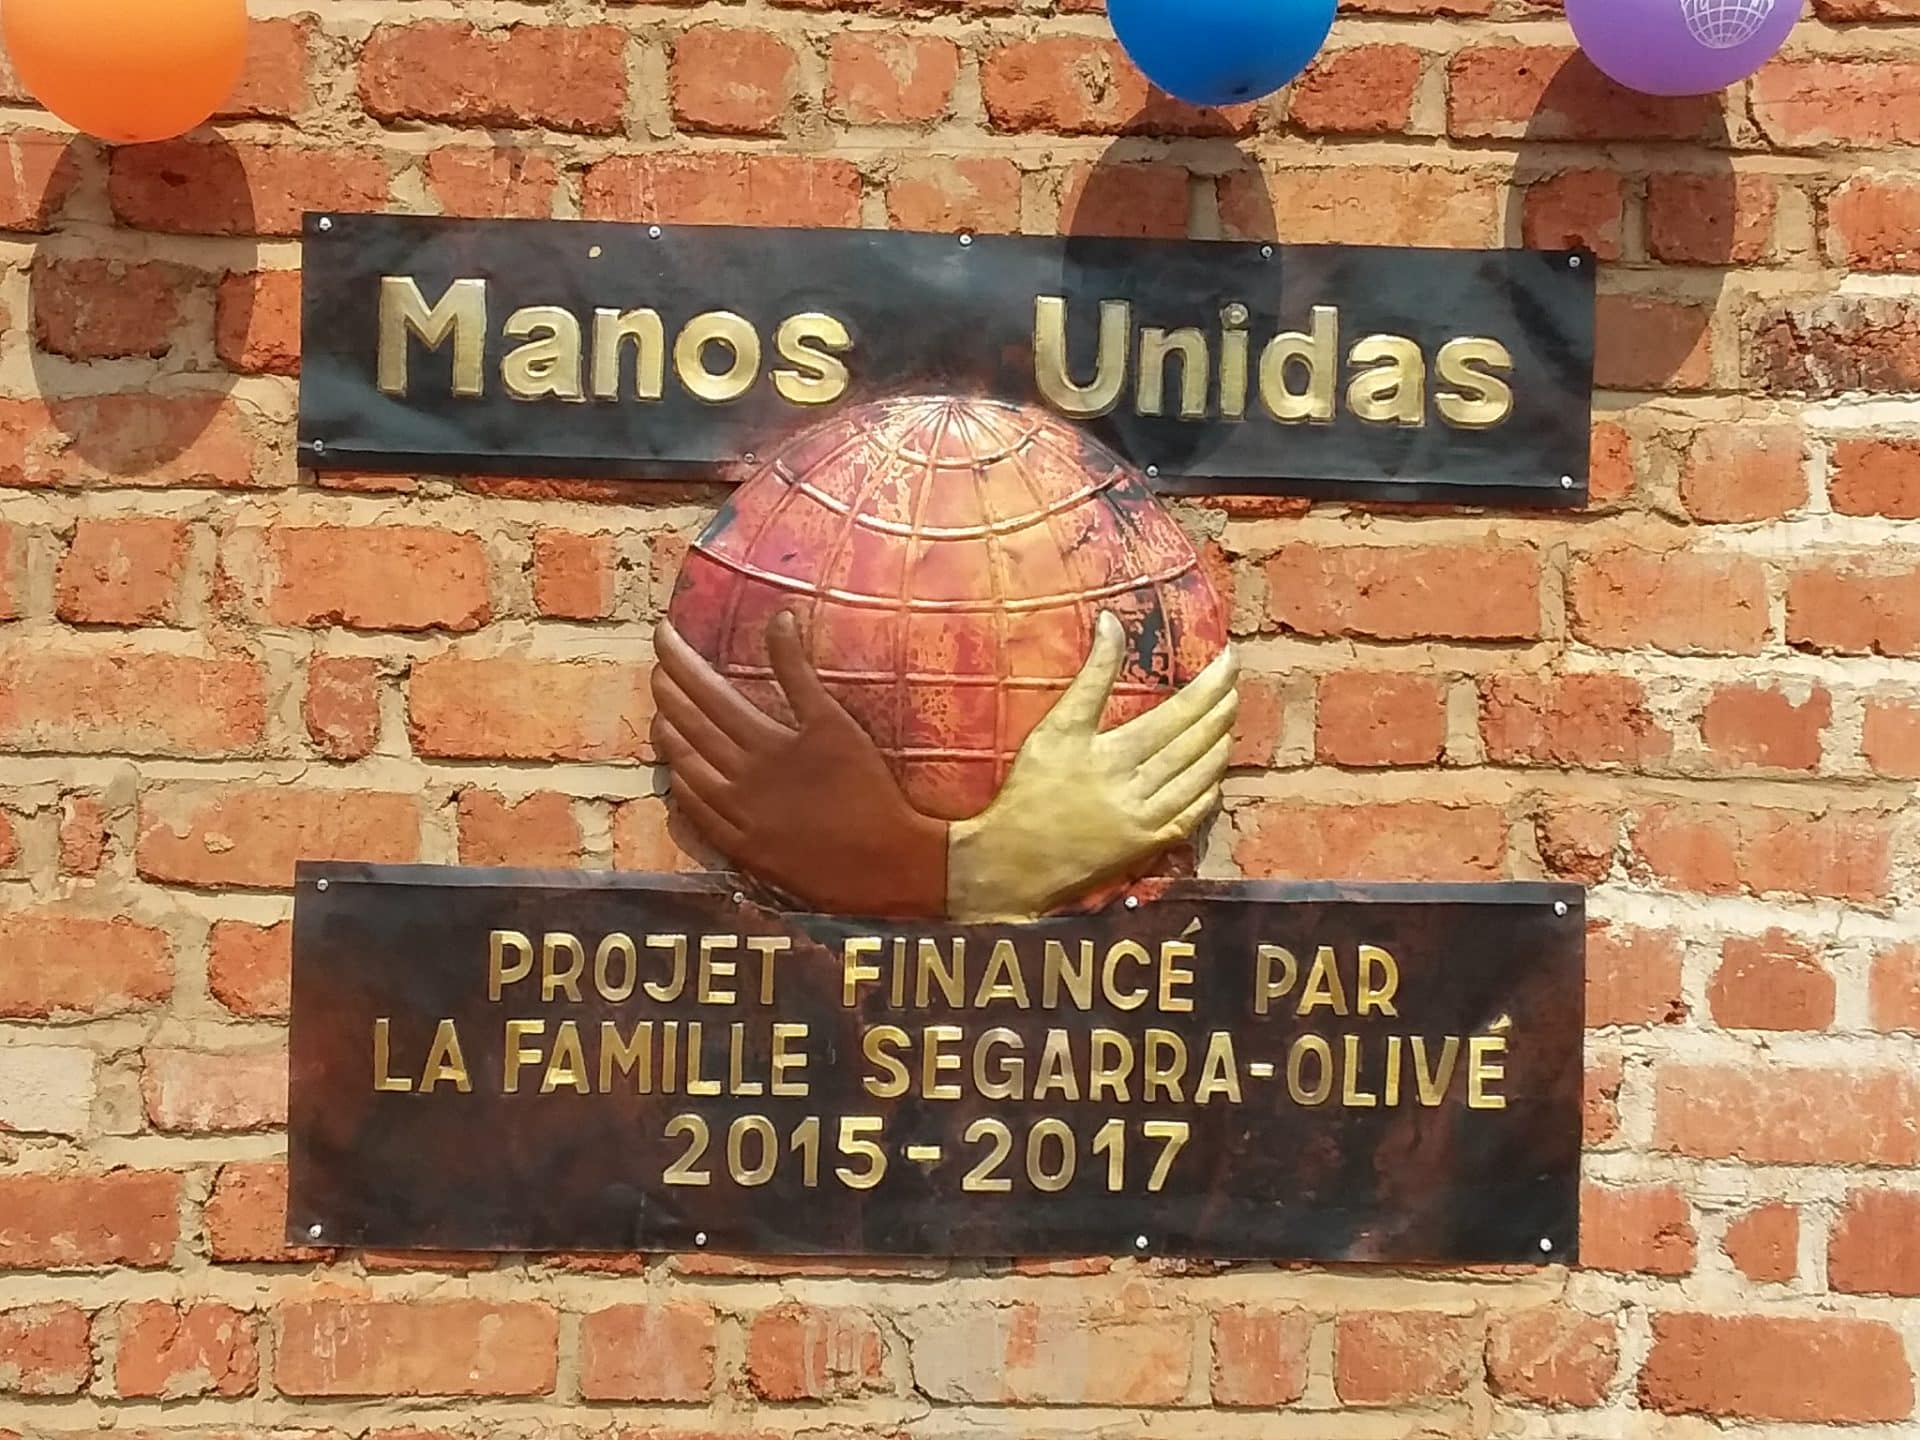 Manos Unidas
PROJET FINANCÉ PAR
LA FAMILLE SEGARRA-OLIVÉ
2015-2017